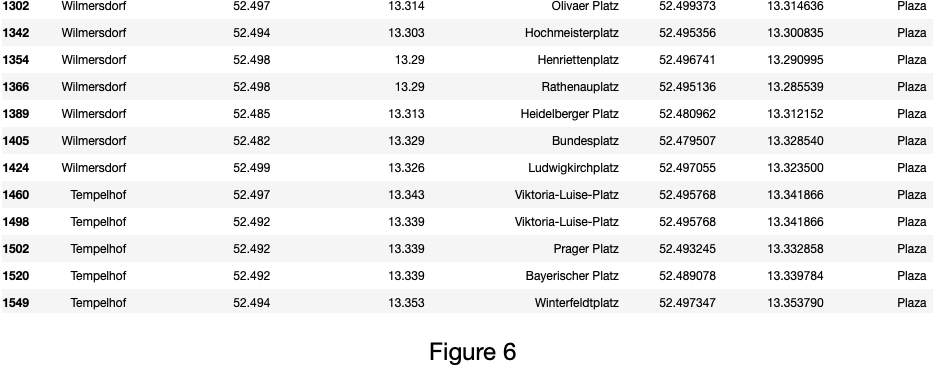 1302 Wilmersdorf 52.497 13.314 Olivaer Platz 52.499373 13.314636 Plaza
1342 Wilmersdorf 52.494 13.303 Hochmeisterplatz 52.495356 13.300835 Plaza
1354 Wilmersdorf 52.498 13.29 Henriettenplatz 52.496741 13.290995 Plaza
1366 Wilmersdorf 52.498 13.29 Rathenauplatz 52.495136 13.285539 Plaza
1389 Wilmersdorf 52.485 13.313 Heidelberger Platz 52.480962 13.312152 Plaza
1405 Wilmersdorf 52.482 13.329 Bundesplatz 52.479507 13.328540 Plaza
1424 Wilmersdorf 52.499 13.326 Ludwigkirchplatz 52.497055 13.323500 Plaza
1460 Tempelhof 52.497 13.343 Viktoria-Luise-Platz 52.495768 13.341866 Plaza
1498 Tempelhof 52.492 13.339 Viktoria-Luise-Platz 52.495768 13.341866 Plaza
1502 Tempelhof 52.492 13.339 Prager Platz 52.493245 13.332858 Plaza
1520 Tempelhof 52.492 13.339 Bayerischer Platz 52.489078 13.339784 Plaza
1549 Tempelhof 52.494 13.353 Winterfeldtplatz 52.497347 13.353790 Plaza
Figure 6